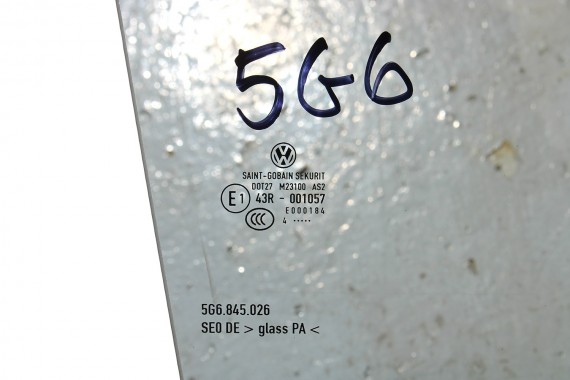 5G6
SAINT-GOBAIN SEKURIT
DOT27 M23100 AS2
E1 43R - 001057
E000184
CCC 4 .....
5G6.845.026
SEO DE > glass PA <